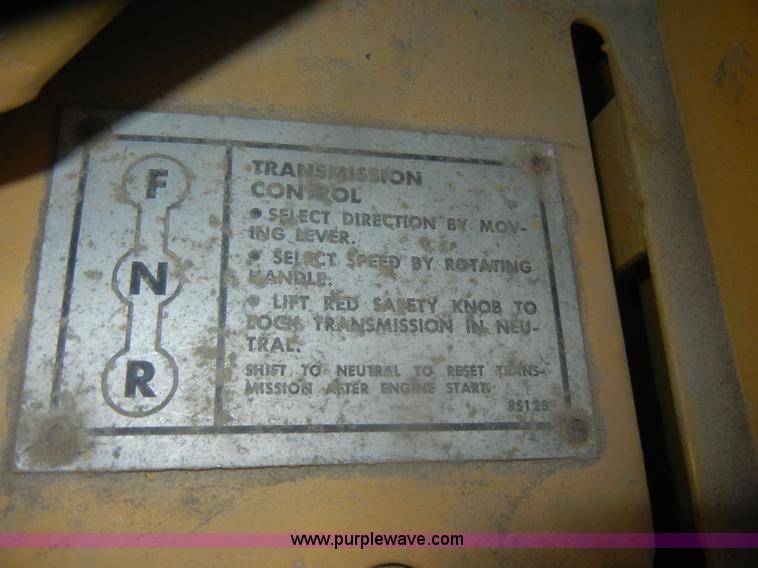 F
N
R
TRANSMISSION
CONTROL
• SELECT DIRECTION BY MOV-
ING LEVER.
• SELECT SPEED BY ROTATING
HANDLE.
• LIFT RED SAFETY KNOB TO
LOCK TRANSMISSION IN NEU-
TRAL.
SHIFT TO NEUTRAL TO RESET TRANS-
MISSION AFTER ENGINE START.
8S129
www.purplewave.com